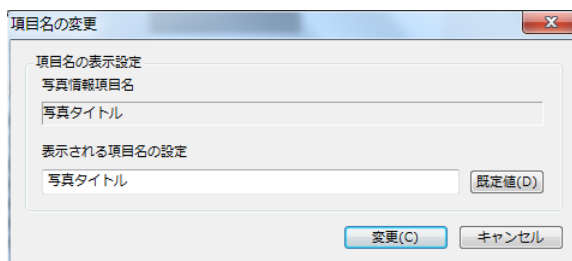 項目名の変更
項目名の表示設定
写真情報項目名
写真タイトル
表示される項目名の設定
写真タイトル
既定値(D)
変更(C)
キャンセル